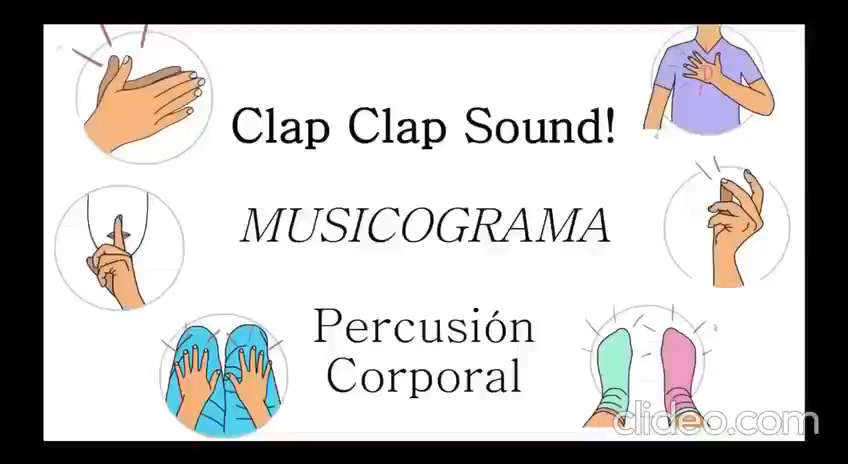 Clap Clap Sound!
MUSICOGRAMA
Percusión
Corporal
clideo.com